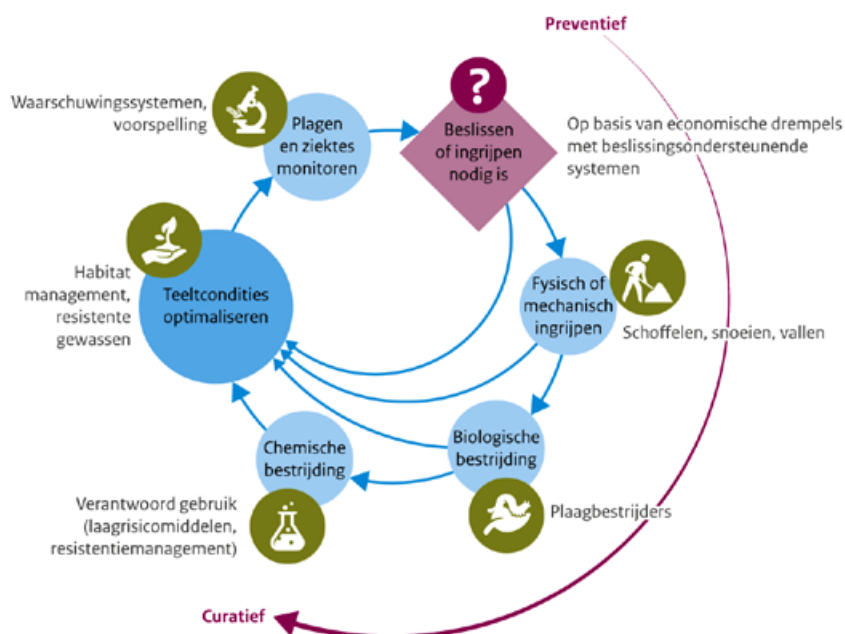 Preventief
Waarschuwingssystemen,
voorspelling
Plagen
en ziektes
monitoren
?
Beslissen
of ingrijpen
nodig is
Op basis van economische drempels
met beslissingsondersteunende
systemen
Habitat
management,
resistente
gewassen
Teeltcondities
optimaliseren
Fysisch of
mechanisch
ingrijpen
Schoffelen, snoeien, vallen
Chemische
bestrijding
Biologische
bestrijding
Verantwoord gebruik
(laagrisicomiddelen,
resistentiemanagement)
Plaagbestrijders
Curatief